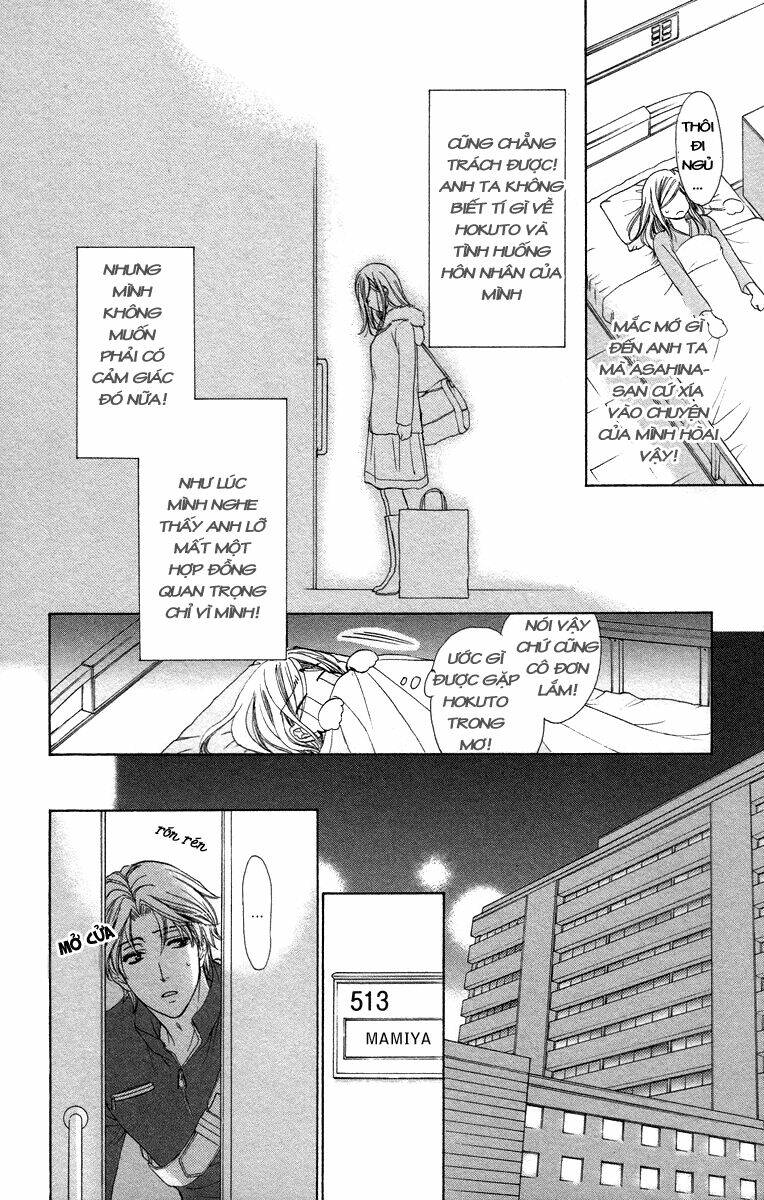 THÔI
ĐI
NGỦ
...
MẮC MỚ GÌ
ĐẾN ANH TA
MÀ ASAHINA-
SAN CỨ XÍA
VÀO CHUYỆN
CỦA MÌNH HOÀI
VẬY!
CŨNG CHẲNG
TRÁCH ĐƯỢC!
ANH TA KHÔNG
BIẾT TÍ GÌ VỀ
HOKUTO VÀ
TÌNH HUỐNG
HÔN NHÂN CỦA
MÌNH
NHƯNG
MÌNH
KHÔNG
MUỐN
PHẢI CÓ
CẢM GIÁC
ĐÓ NỮA!
NHƯ LÚC
MÌNH NGHE
THẤY ANH LỠ
MẤT MỘT
HỢP ĐỒNG
QUAN TRỌNG
CHỈ VÌ MÌNH!
NÓI VẬY
CHỨ CŨNG
CÔ ĐƠN
LẮM!
ƯỚC GÌ
ĐƯỢC GẶP
HOKUTO
TRONG
MƠ!
513
MAMIYA
rón rén
...
MỞ CỬA